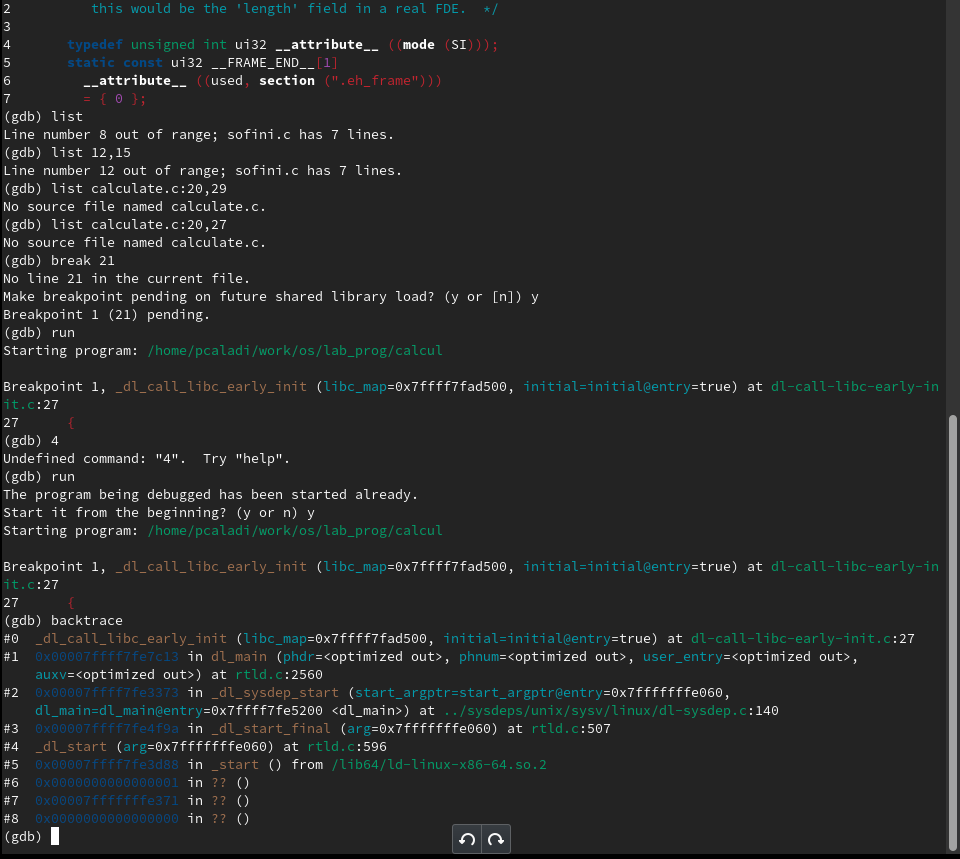 2          this would be the 'length' field in a real FDE.  */
3
4       typedef unsigned int ui32 __attribute__ ((mode (SI)));
5       static const ui32 __FRAME_END__[1]
6         __attribute__ ((used, section (".eh_frame")))
7         = { 0 };
(gdb) list
Line number 8 out of range; sofini.c has 7 lines.
(gdb) list 12,15
Line number 12 out of range; sofini.c has 7 lines.
(gdb) list calculate.c:20,29
No source file named calculate.c.
(gdb) list calculate.c:20,27
No source file named calculate.c.
(gdb) break 21
No line 21 in the current file.
Make breakpoint pending on future shared library load? (y or [n]) y
Breakpoint 1 (21) pending.
(gdb) run
Starting program: /home/pcaladi/work/os/lab_prog/calcul
Breakpoint 1, _dl_call_libc_early_init (libc_map=0x7ffff7fad500, initial=initial@entry=true) at dl-call-libc-early-in
it.c:27
27      {
(gdb) 4
Undefined command: "4".  Try "help".
(gdb) run
The program being debugged has been started already.
Start it from the beginning? (y or n) y
Starting program: /home/pcaladi/work/os/lab_prog/calcul
Breakpoint 1, _dl_call_libc_early_init (libc_map=0x7ffff7fad500, initial=initial@entry=true) at dl-call-libc-early-in
it.c:27
27      {
(gdb) backtrace
#0  _dl_call_libc_early_init (libc_map=0x7ffff7fad500, initial=initial@entry=true) at dl-call-libc-early-init.c:27
#1  0x00007ffff7fe7c13 in dl_main (phdr=<optimized out>, phnum=<optimized out>, user_entry=<optimized out>,
    auxv=<optimized out>) at rtld.c:2560
#2  0x00007ffff7fe3373 in _dl_sysdep_start (start_argptr=start_argptr@entry=0x7fffffffe060,
    dl_main=dl_main@entry=0x7ffff7fe5200 <dl_main>) at ../sysdeps/unix/sysv/linux/dl-sysdep.c:140
#3  0x00007ffff7fe4f9a in _dl_start_final (arg=0x7fffffffe060) at rtld.c:507
#4  _dl_start (arg=0x7fffffffe060) at rtld.c:596
#5  0x00007ffff7fe3d88 in _start () from /lib64/ld-linux-x86-64.so.2
#6  0x0000000000000001 in ?? ()
#7  0x00007fffffffe371 in ?? ()
#8  0x0000000000000000 in ?? ()
(gdb)